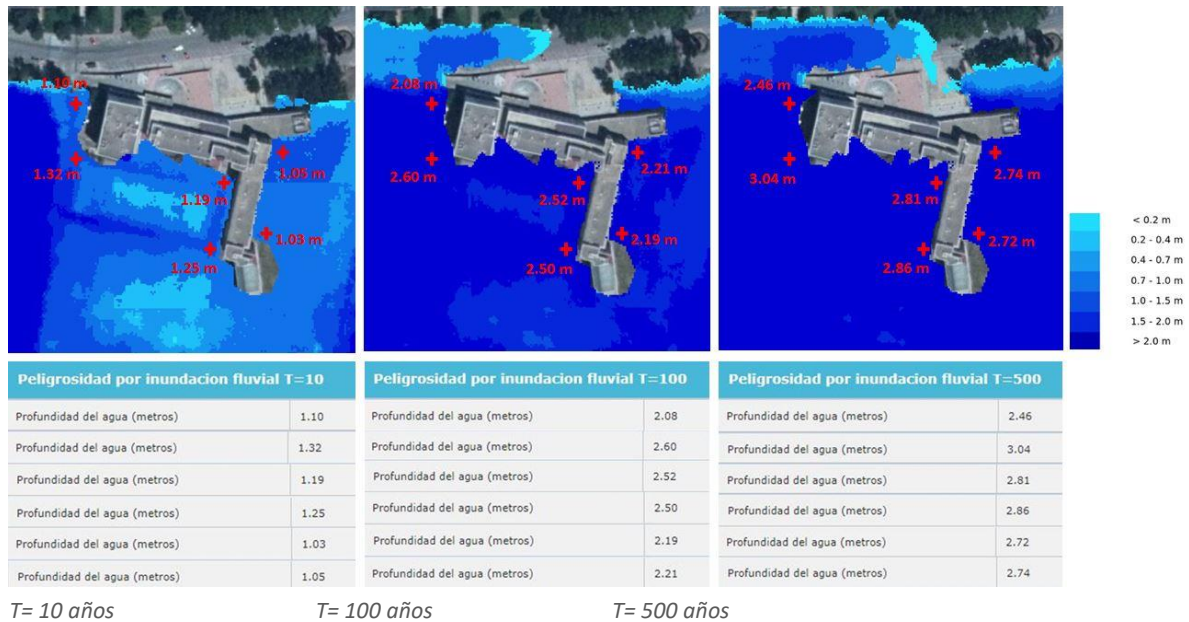 1.10 m
1.32 m
1.19 m
1.05 m
1.03 m
1.25 m
2.08 m
2.60 m
2.52 m
2.21 m
2.19 m
2.50 m
2.46 m
3.04 m
2.81 m
2.74 m
2.72 m
2.86 m
< 0.2 m
0.2 - 0.4 m
0.4 - 0.7 m
0.7 - 1.0 m
1.0 - 1.5 m
1.5 - 2.0 m
> 2.0 m
Peligrosidad por inundacion fluvial T=10
Profundidad del agua (metros) 1.10
Profundidad del agua (metros) 1.32
Profundidad del agua (metros) 1.19
Profundidad del agua (metros) 1.25
Profundidad del agua (metros) 1.03
Profundidad del agua (metros) 1.05
Peligrosidad por inundacion fluvial T=100
Profundidad del agua (metros) 2.08
Profundidad del agua (metros) 2.60
Profundidad del agua (metros) 2.52
Profundidad del agua (metros) 2.50
Profundidad del agua (metros) 2.19
Profundidad del agua (metros) 2.21
Peligrosidad por inundacion fluvial T=500
Profundidad del agua (metros) 2.46
Profundidad del agua (metros) 3.04
Profundidad del agua (metros) 2.81
Profundidad del agua (metros) 2.86
Profundidad del agua (metros) 2.72
Profundidad del agua (metros) 2.74
T= 10 años
T= 100 años
T= 500 años